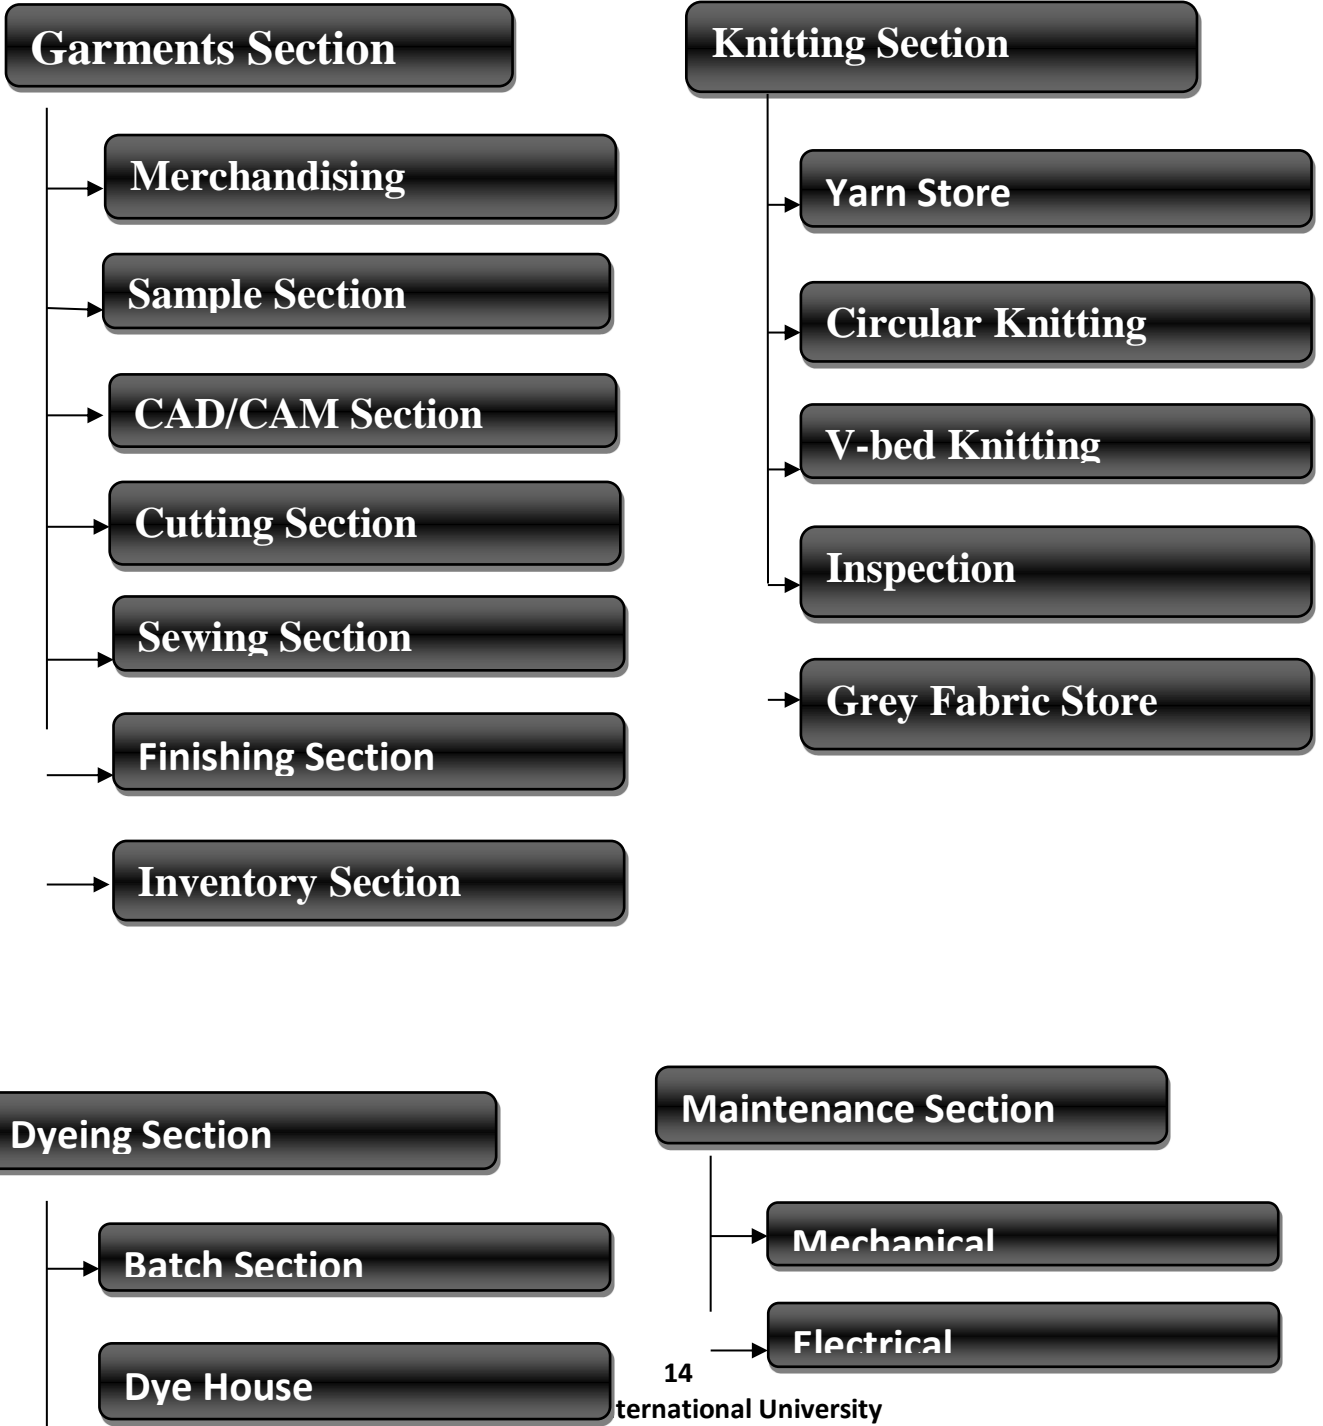 Garments Section
Merchandising
Sample Section
CAD/CAM Section
Cutting Section
Sewing Section
Finishing Section
Inventory Section
Knitting Section
Yarn Store
Circular Knitting
V-bed Knitting
Inspection
Grey Fabric Store
Dyeing Section
Batch Section
Dye House
Maintenance Section
Mechanical
Electrical
14
ternational University